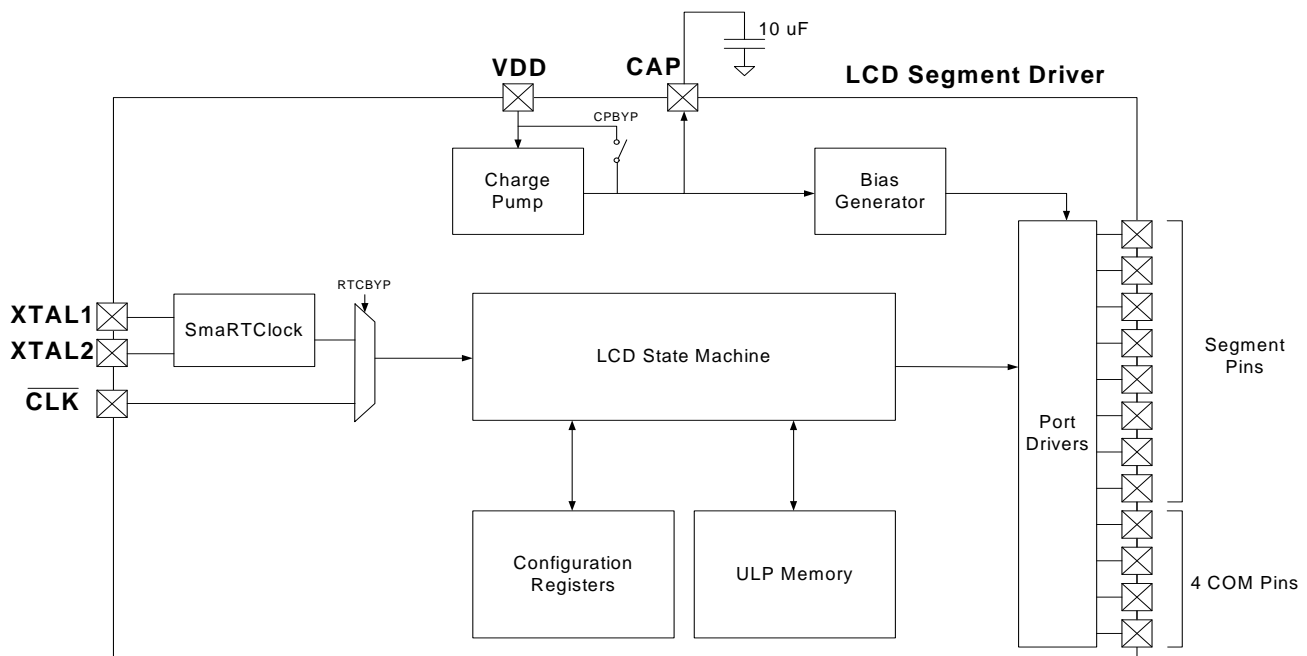 10 uF
VDD
CAP
LCD Segment Driver
CPBYP
Charge
Pump
Bias
Generator
XTAL1
XTAL2
CLK
SmaRTClock
RTCBYP
LCD State Machine
Port
Drivers
Segment
Pins
Configuration
Registers
ULP Memory
4 COM Pins